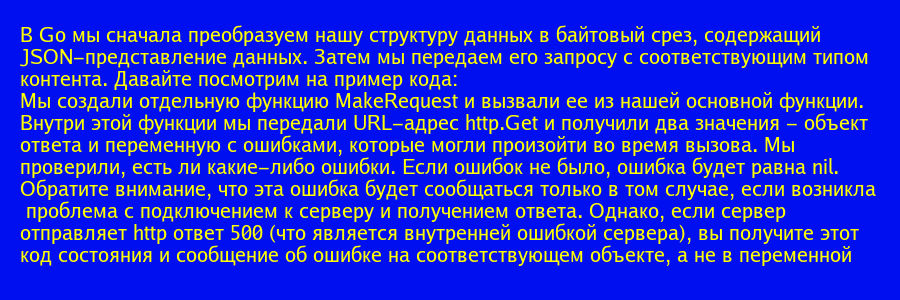 В Go мы сначала преобразуем нашу структуру данных в байтовый срез, содержащий
JSON-представление данных. Затем мы передаем его запросу с соответствующим типом
контента. Давайте посмотрим на пример кода:
Мы создали отдельную функцию MakeRequest и вызвали ее из нашей основной функции.
Внутри этой функции мы передали URL-адрес http.Get и получили два значения – объект
ответа и переменную с ошибками, которые могли произойти во время вызова. Мы
проверили, есть ли какие-либо ошибки. Если ошибок не было, ошибка будет равна nil.
Обратите внимание, что эта ошибка будет сообщаться только в том случае, если возникла
проблема с подключением к серверу и получением ответа. Однако, если сервер
отправляет http ответ 500 (что является внутренней ошибкой сервера), вы получите этот
код состояния и сообщение об ошибке на соответствующем объекте, а не в переменной